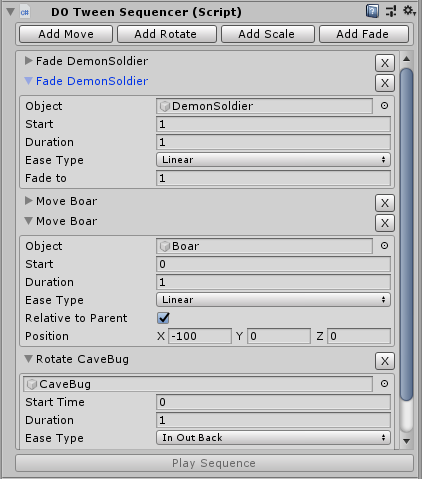 DO Tween Sequencer (Script)
Add Move Add Rotate Add Scale Add Fade
Fade DemonSoldier X
Fade DemonSoldier X
Object DemonSoldier
Start 1
Duration 1
Ease Type Linear
Fade to 1
Move Boar X
Move Boar X
Object Boar
Start 0
Duration 1
Ease Type Linear
Relative to Parent
Position X -100 Y 0 Z 0
Rotate CaveBug X
CaveBug
Start Time 0
Duration 1
Ease Type In Out Back
Play Sequence